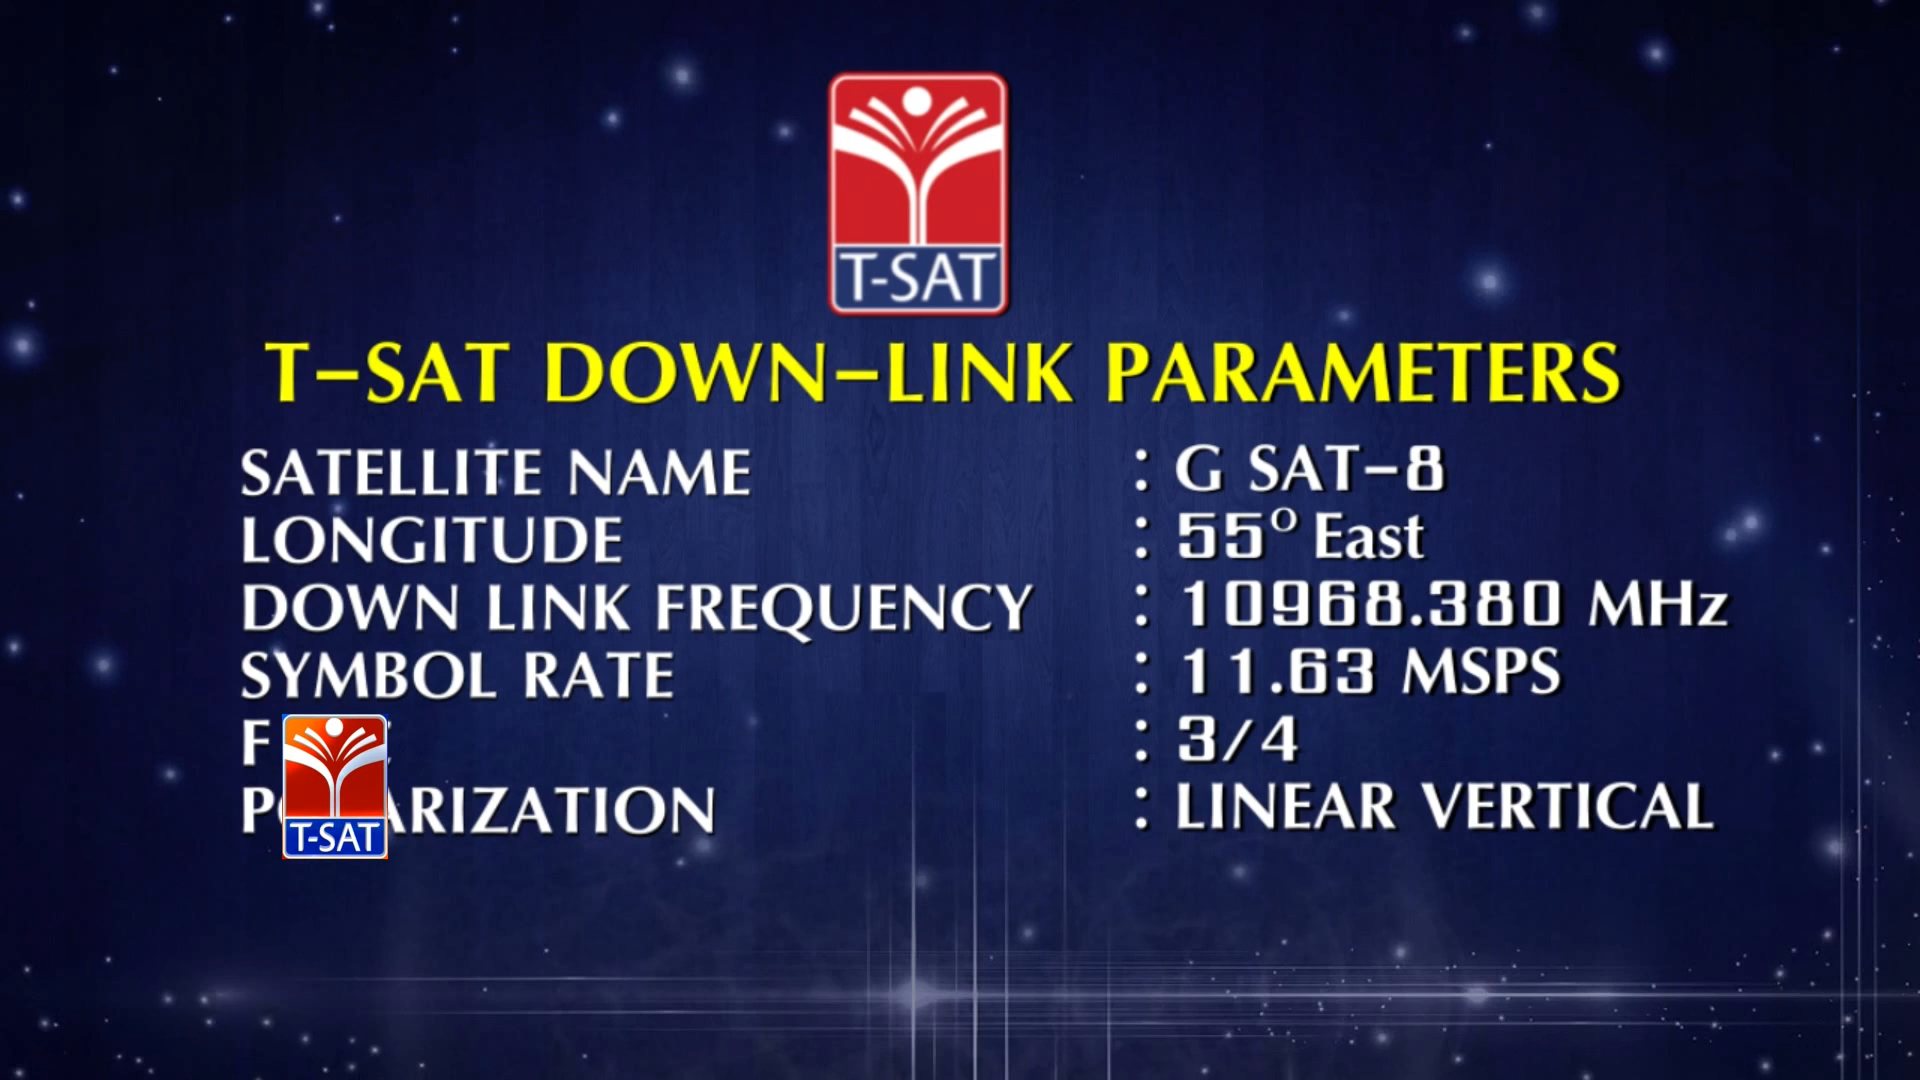 T-SAT
T-SAT DOWN-LINK PARAMETERS
SATELLITE NAME : G SAT-8
LONGITUDE : 55° East
DOWN LINK FREQUENCY : 10968.380 MHz
SYMBOL RATE : 11.63 MSPS
: 3/4
: LINEAR VERTICAL
T-SAT